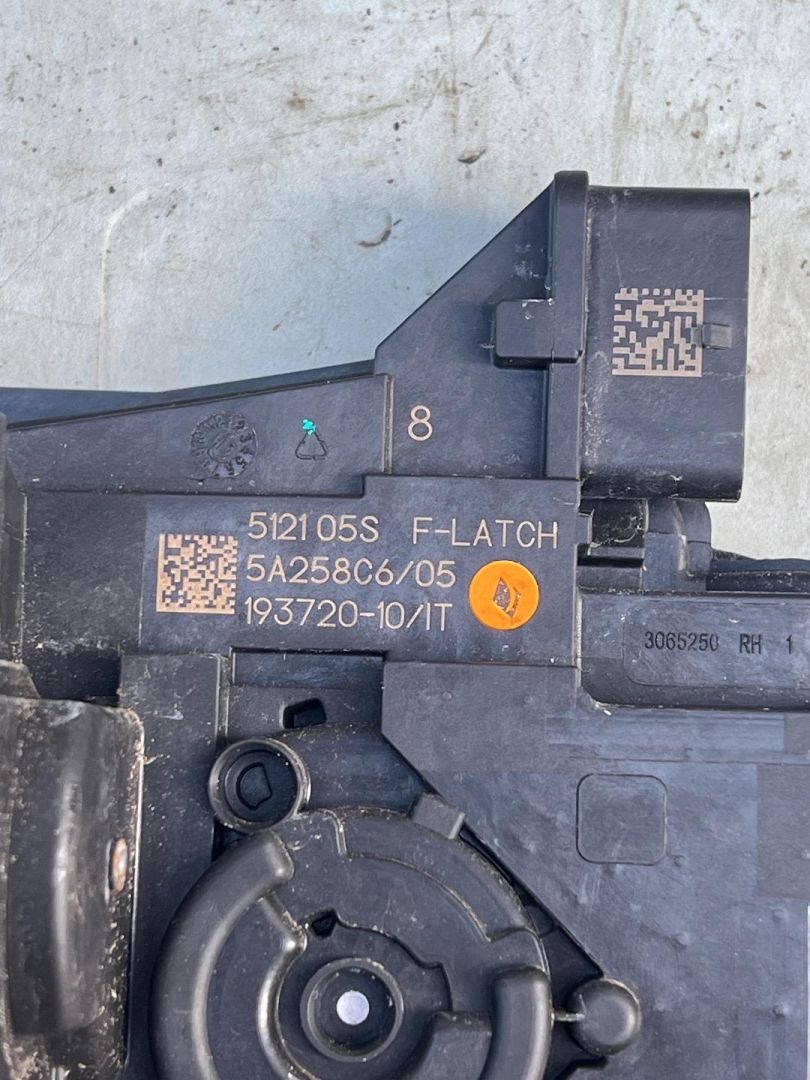 8
512105S F-LATCH
5A258C6/05
193720-10/IT
3065250 RH 1